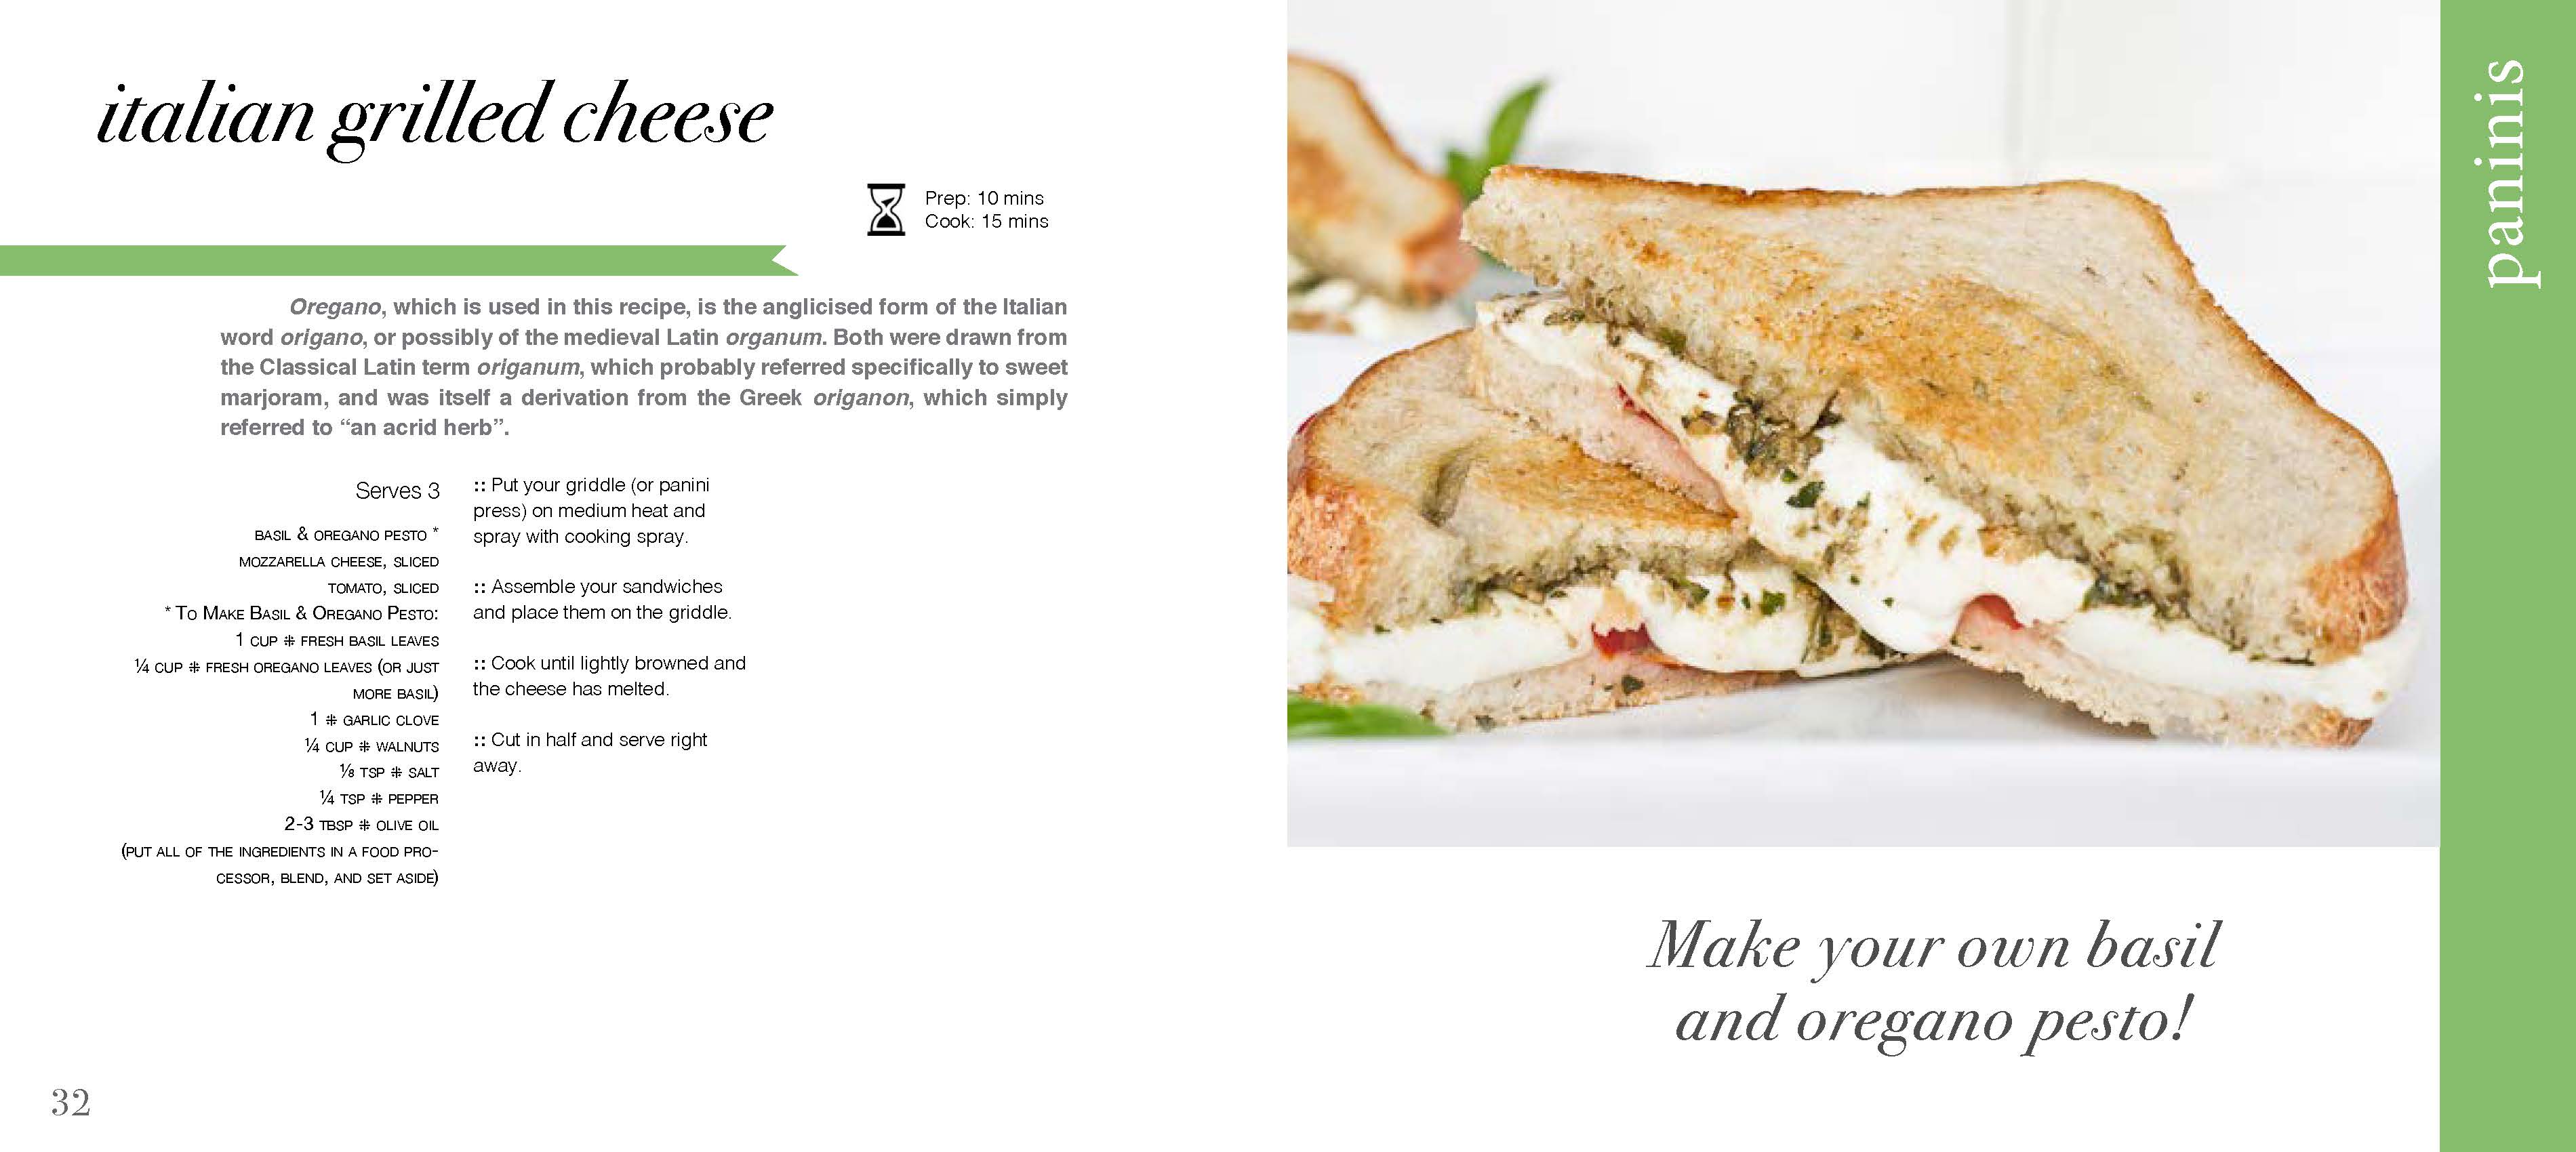 italian grilled cheese
Prep: 10 mins
Cook: 15 mins
Oregano, which is used in this recipe, is the anglicised form of the Italian
word origano, or possibly of the medieval Latin organum. Both were drawn from
the Classical Latin term origanum, which probably referred specifically to sweet
marjoram, and was itself a derivation from the Greek origanon, which simply
referred to “an acrid herb”.
Serves 3
BASIL & OREGANO PESTO *
MOZZARELLA CHEESE, SLICED
TOMATO, SLICED
* To Make Basil & Oregano Pesto:
1 CUP ⁜ FRESH BASIL LEAVES
¼ CUP ⁜ FRESH OREGANO LEAVES (OR JUST
MORE BASIL)
1 ⁜ GARLIC CLOVE
¼ CUP ⁜ WALNUTS
⅛ TSP ⁜ SALT
¼ TSP ⁜ PEPPER
2-3 TBSP ⁜ OLIVE OIL
(PUT ALL OF THE INGREDIENTS IN A FOOD PRO-
CESSOR, BLEND, AND SET ASIDE)
:: Put your griddle (or panini
press) on medium heat and
spray with cooking spray.
:: Assemble your sandwiches
and place them on the griddle.
:: Cook until lightly browned and
the cheese has melted.
:: Cut in half and serve right
away.
32
paninis
Make your own basil
and oregano pesto!